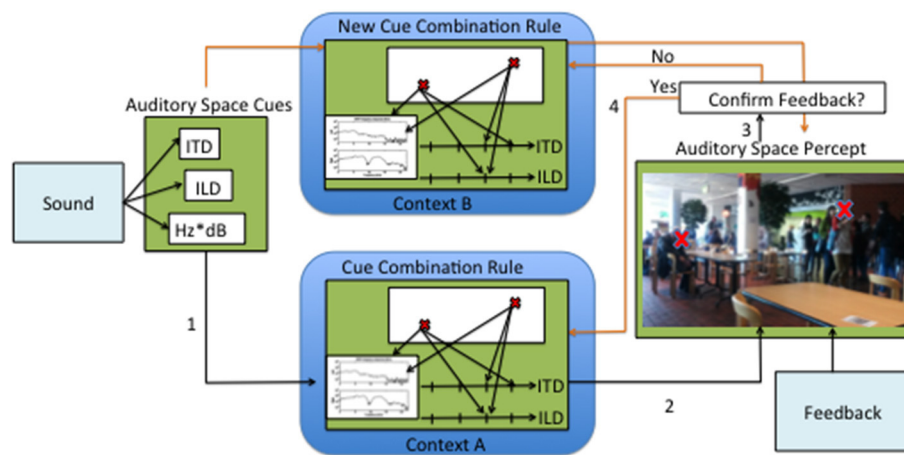 New Cue Combination Rule
No
Auditory Space Cues
4
Yes
Confirm Feedback?
ITD
ITD
3
Auditory Space Percept
ILD
ILD
Sound
Context B
Hz*dB
Cue Combination Rule
1
ITD
2
ILD
Feedback
Context A